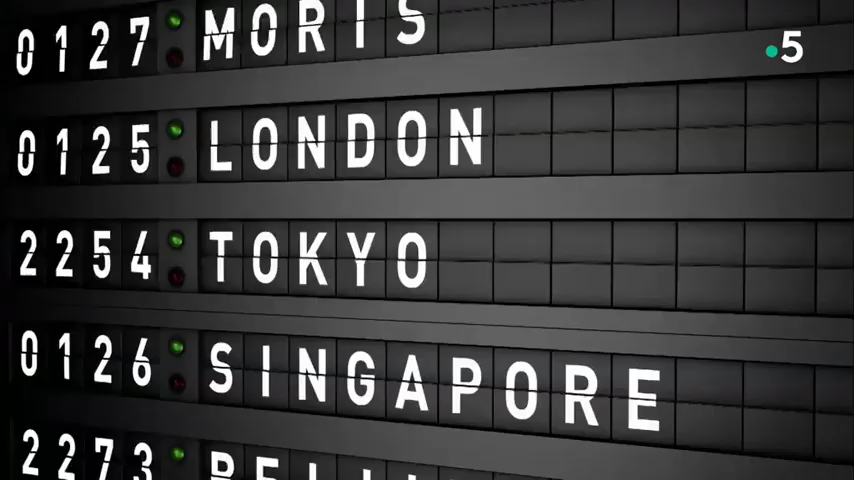 0127 MORIS
5
0125 LONDON
2254 TOKYO
0126 SINGAPORE
2273